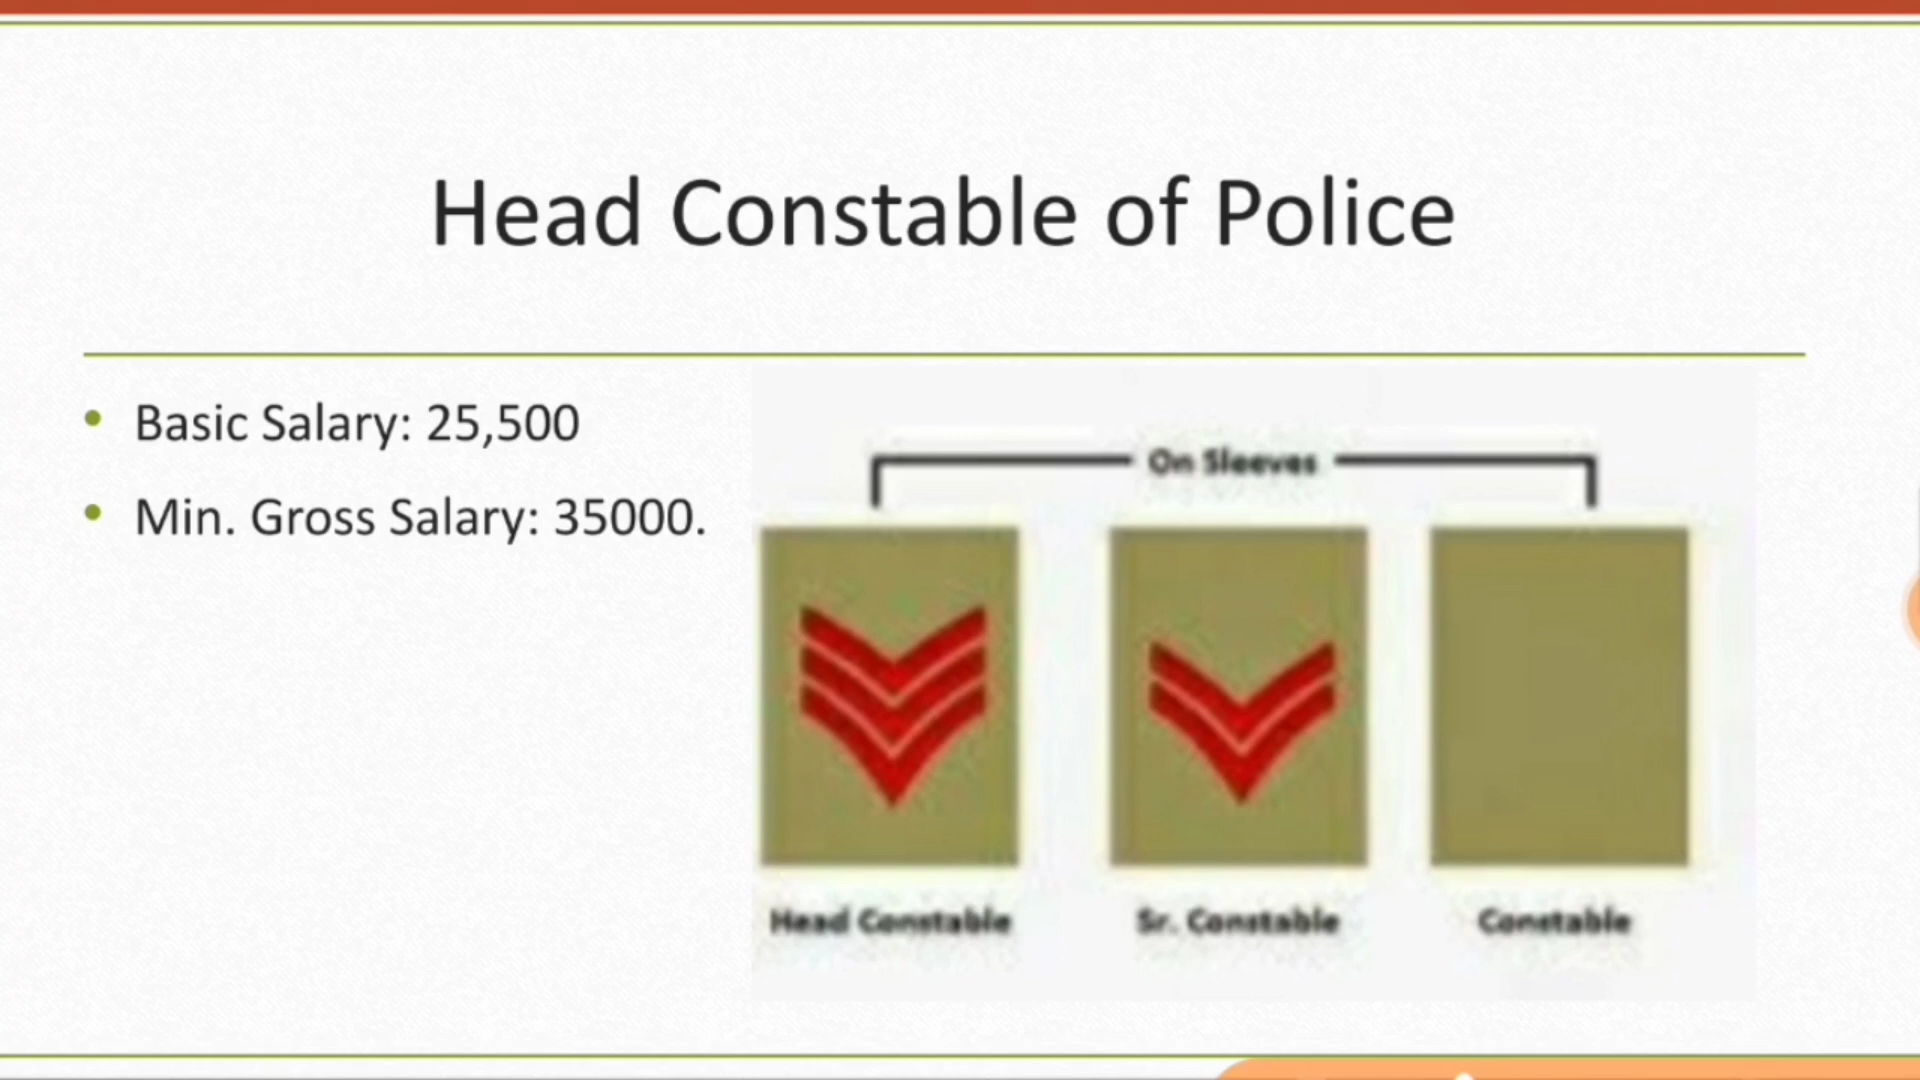 Head Constable of Police
• Basic Salary: 25,500
• Min. Gross Salary: 35000.
On Sleeves
Head Constable
Sr. Constable
Constable